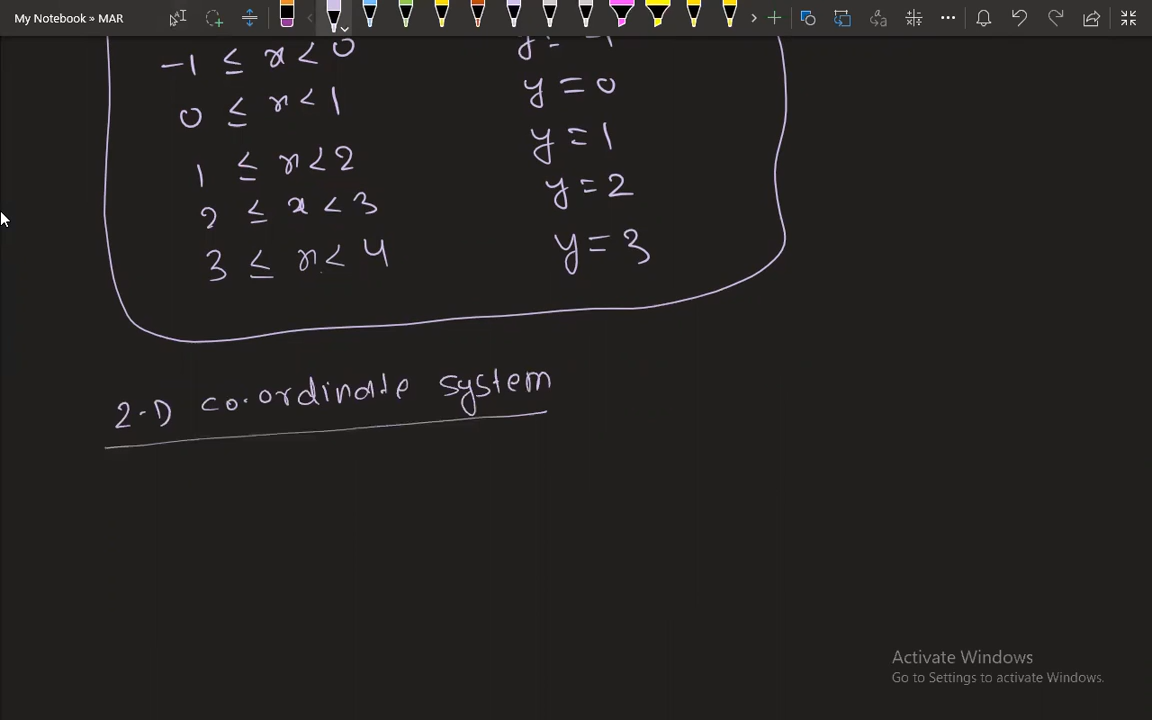 My Notebook » MAR
-1 ≤ x < 0
y = -1
0 ≤ x < 1
y = 0
1 ≤ x < 2
y = 1
2 ≤ x < 3
y = 2
3 ≤ x < 4
y = 3
2-D co-ordinate system
Activate Windows
Go to Settings to activate Windows.